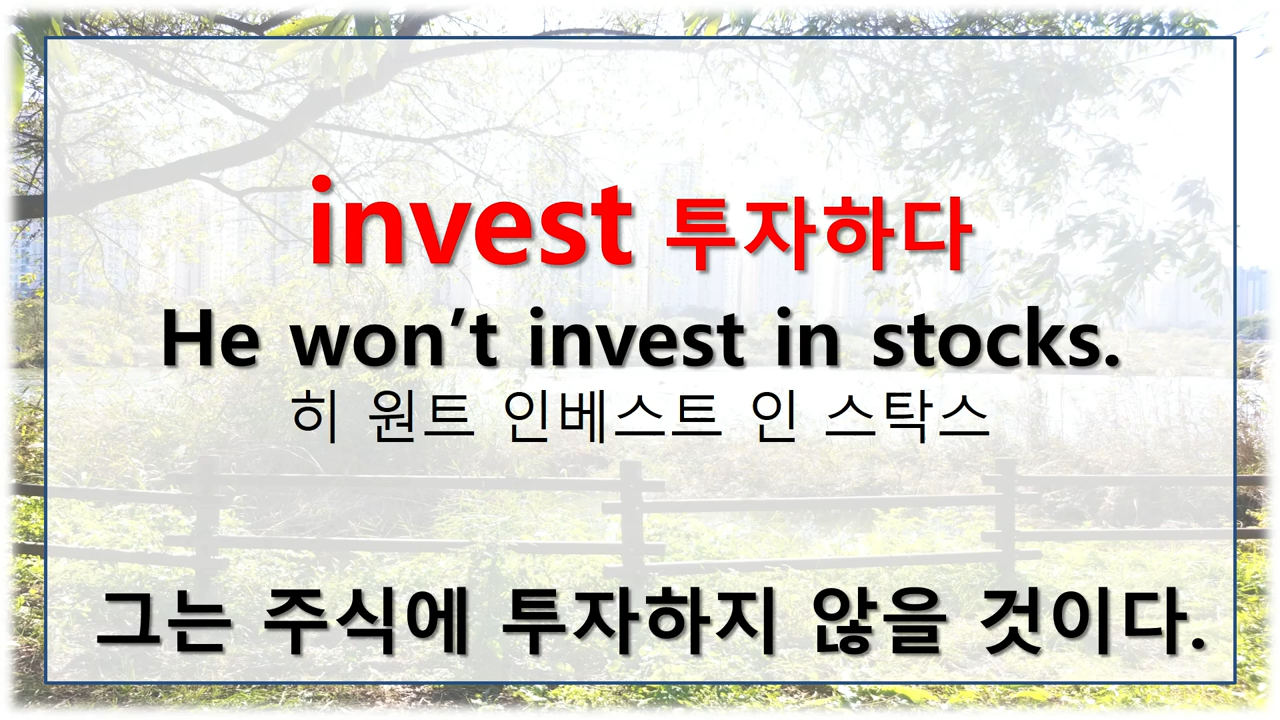 invest 투자하다
He won’t invest in stocks.
히 원트 인베스트 인 스탁스
그는 주식에 투자하지 않을 것이다.